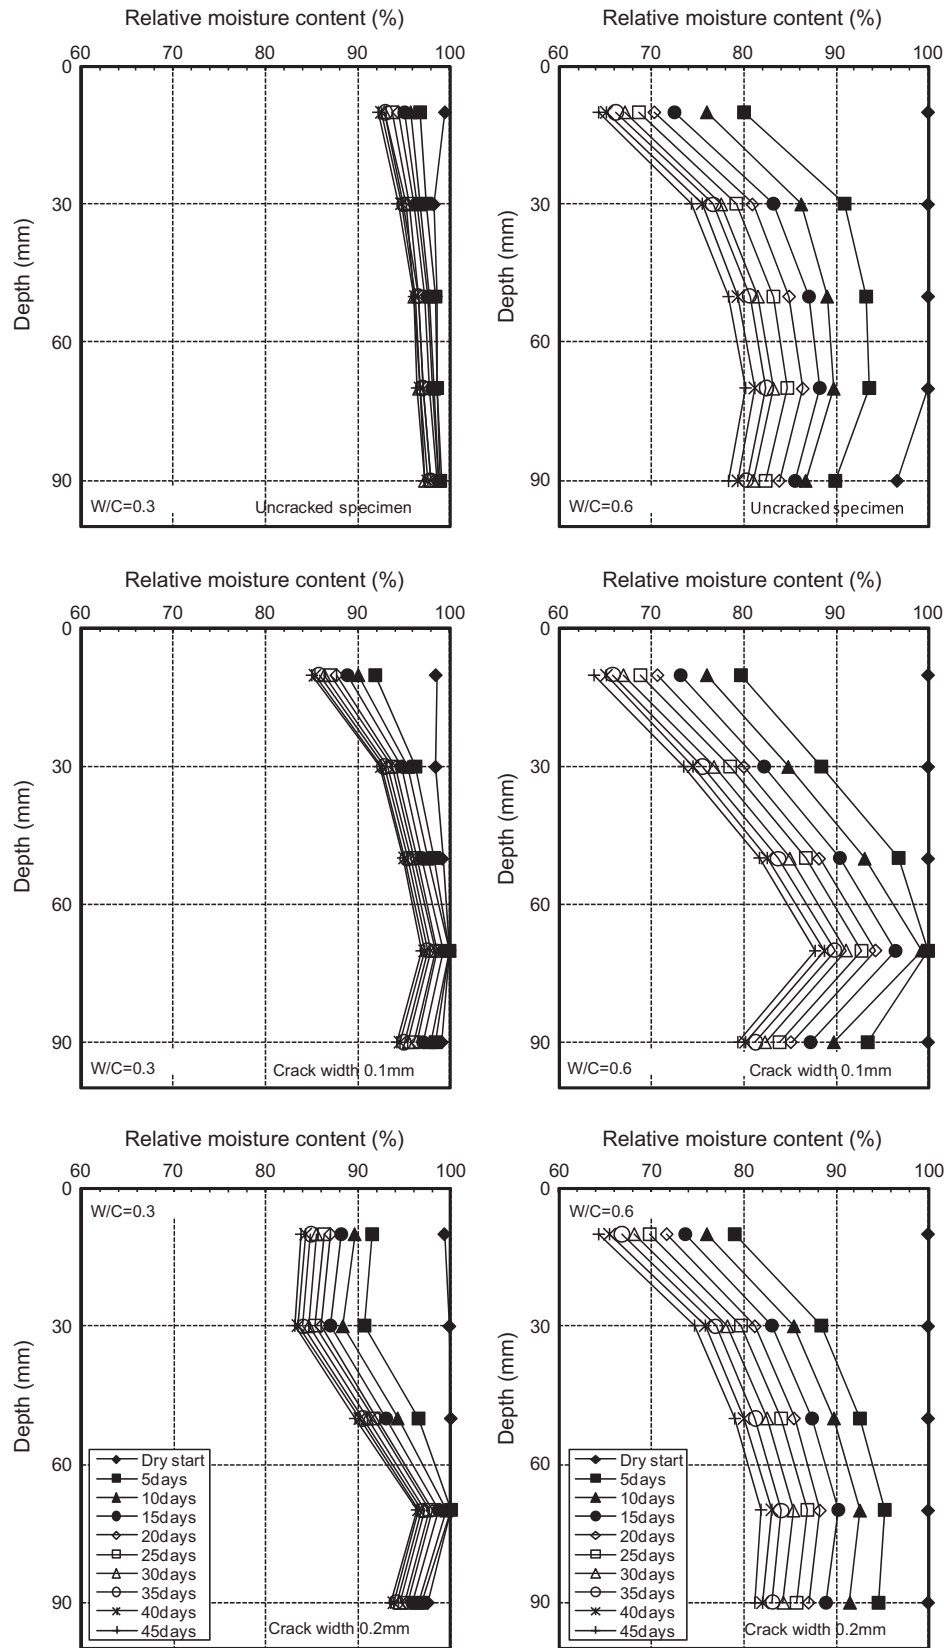 Relative moisture content (%)
60 70 80 90 100
0
30
60
90
Depth (mm)
W/C=0.3
Uncracked specimen
Relative moisture content (%)
60 70 80 90 100
0
30
60
90
Depth (mm)
W/C=0.6
Uncracked specimen
Relative moisture content (%)
60 70 80 90 100
0
30
60
90
Depth (mm)
W/C=0.3
Crack width 0.1mm
Relative moisture content (%)
60 70 80 90 100
0
30
60
90
Depth (mm)
W/C=0.6
Crack width 0.1mm
Relative moisture content (%)
60 70 80 90 100
0
W/C=0.3
30
60
90
Depth (mm)
Dry start
5days
10days
15days
20days
25days
30days
35days
40days
45days
Crack width 0.2mm
Relative moisture content (%)
60 70 80 90 100
0
W/C=0.6
30
60
90
Depth (mm)
Dry start
5days
10days
15days
20days
25days
30days
35days
40days
45days
Crack width 0.2mm